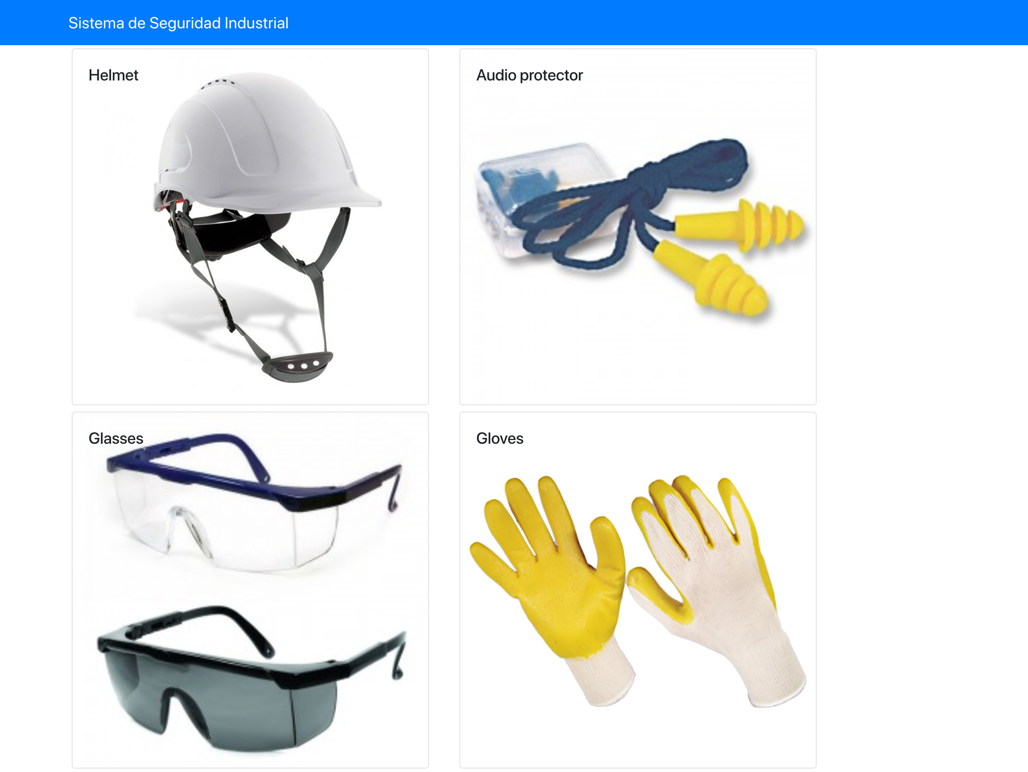 Sistema de Seguridad Industrial
Helmet
Audio protector
Glasses
Gloves